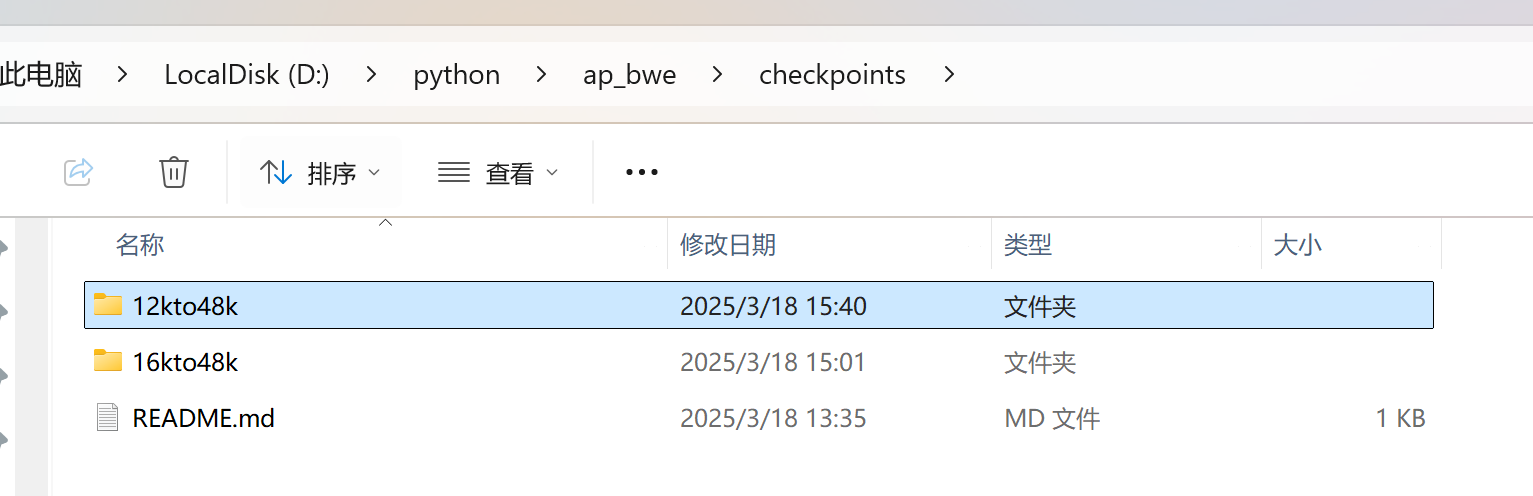 此电脑 > LocalDisk (D:) > python > ap_bwe > checkpoints >
排序 查看 •••
名称 修改日期 类型 大小
12kto48k 2025/3/18 15:40 文件夹
16kto48k 2025/3/18 15:01 文件夹
README.md 2025/3/18 13:35 MD 文件 1 KB